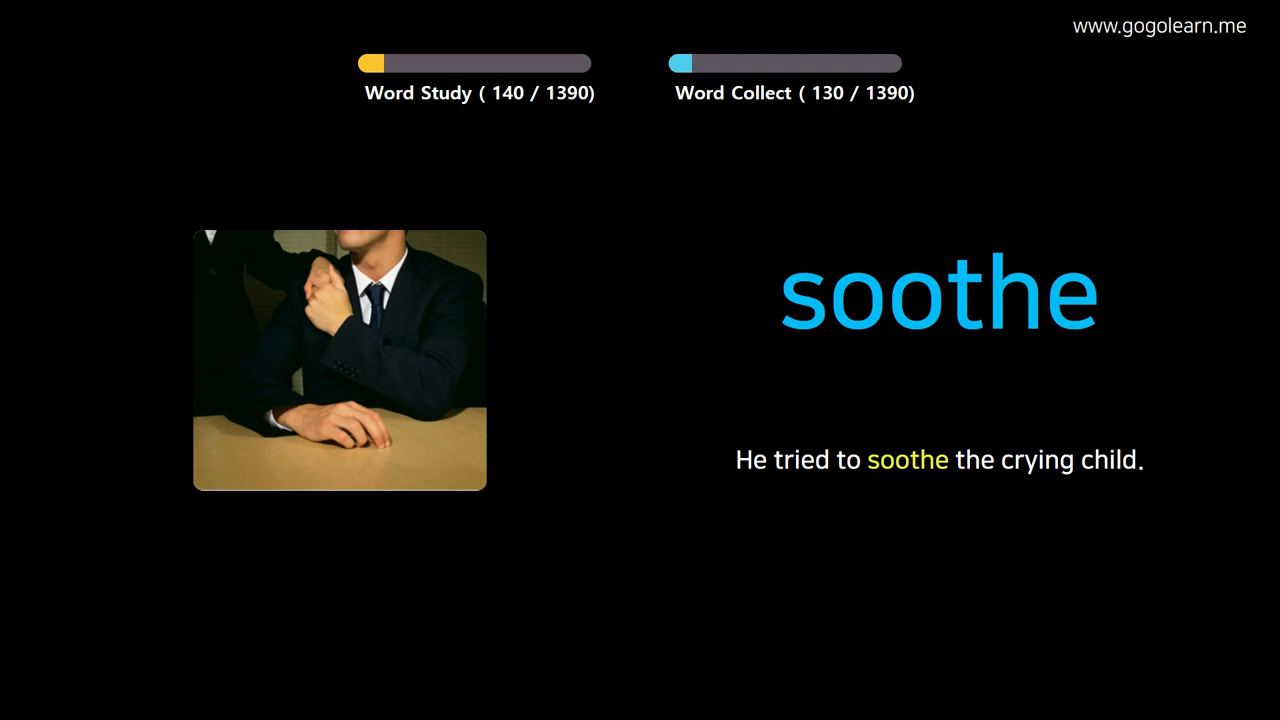 www.gogolearn.me
Word Study ( 140 / 1390)
Word Collect ( 130 / 1390)
soothe
He tried to soothe the crying child.